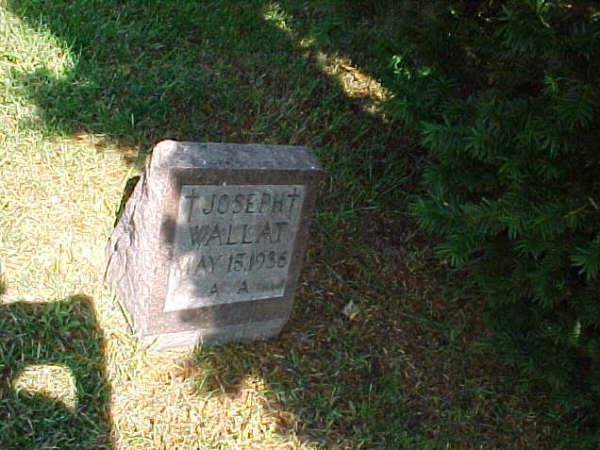 †JOSEPH†
WALLAT
MAY 15, 1936
A A